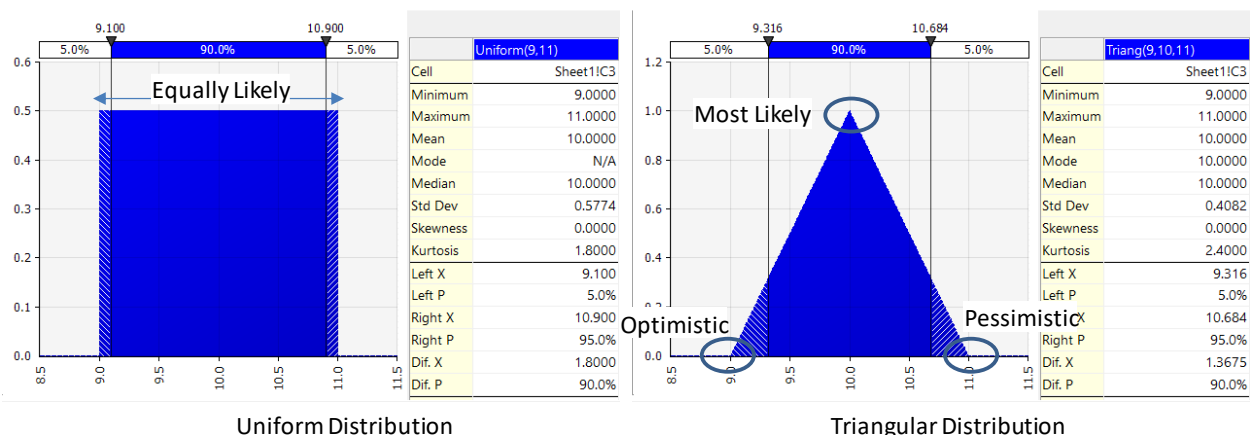 9.100 10.900
5.0% 90.0% 5.0%
0.6
0.5
0.4
0.3
0.2
0.1
0.0
Equally Likely
8.5 9.0 9.5 10.0 10.5 11.0 11.5
Uniform(9,11)
Cell Sheet1!C3
Minimum 9.0000
Maximum 11.0000
Mean 10.0000
Mode N/A
Median 10.0000
Std Dev 0.5774
Skewness 0.0000
Kurtosis 1.8000
Left X 9.100
Left P 5.0%
Right X 10.900
Right P 95.0%
Dif. X 1.8000
Dif. P 90.0%
Uniform Distribution
9.316 10.684
5.0% 90.0% 5.0%
1.2
1.0
0.8
0.6
0.4
0.2
0.0
Most Likely
Optimistic
Pessimistic
8.5 9.0 9.5 10.0 10.5 11.0 11.5
Triang(9,10,11)
Cell Sheet1!C3
Minimum 9.0000
Maximum 11.0000
Mean 10.0000
Mode 10.0000
Median 10.0000
Std Dev 0.4082
Skewness 0.0000
Kurtosis 2.4000
Left X 9.316
Left P 5.0%
X 10.684
Right P 95.0%
Dif. X 1.3675
Dif. P 90.0%
Triangular Distribution